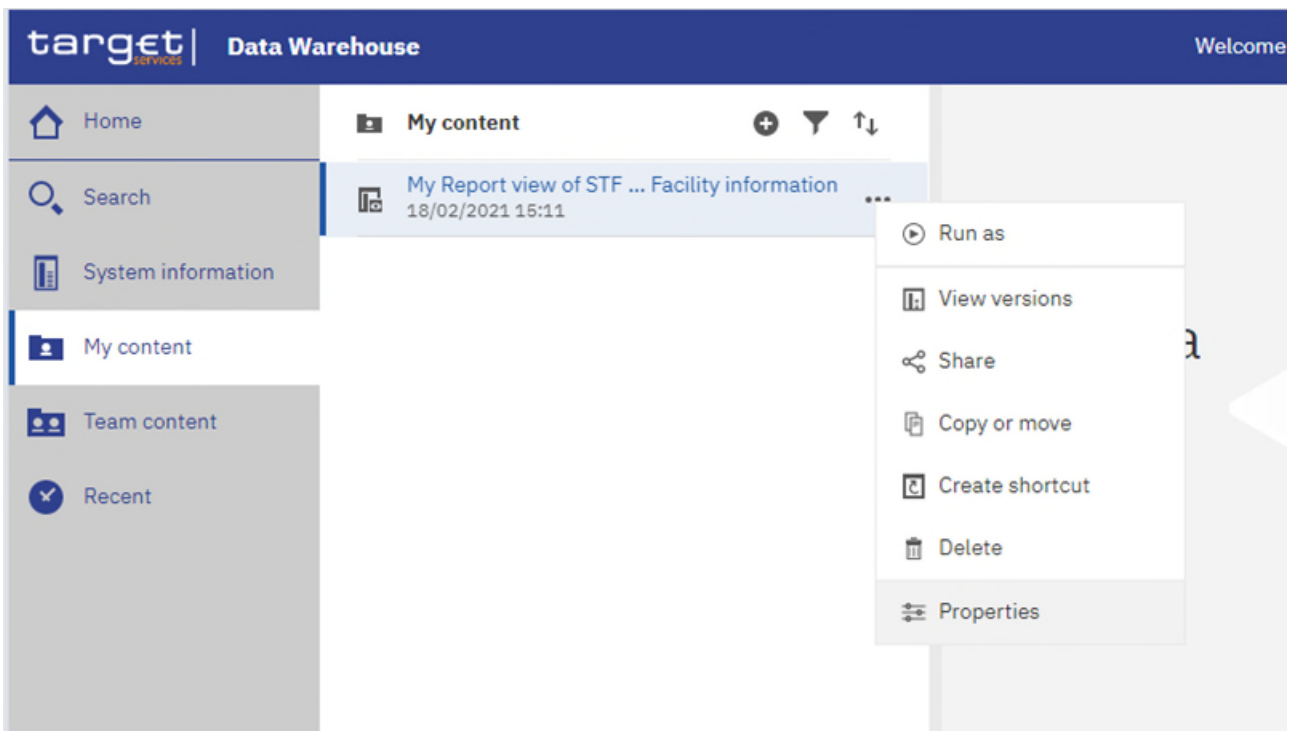 target services Data Warehouse Welcome
Home
Search
System information
My content
Team content
Recent
My content
My Report view of STF ... Facility information
18/02/2021 15:11
Run as
View versions
Share
Copy or move
Create shortcut
Delete
Properties
a